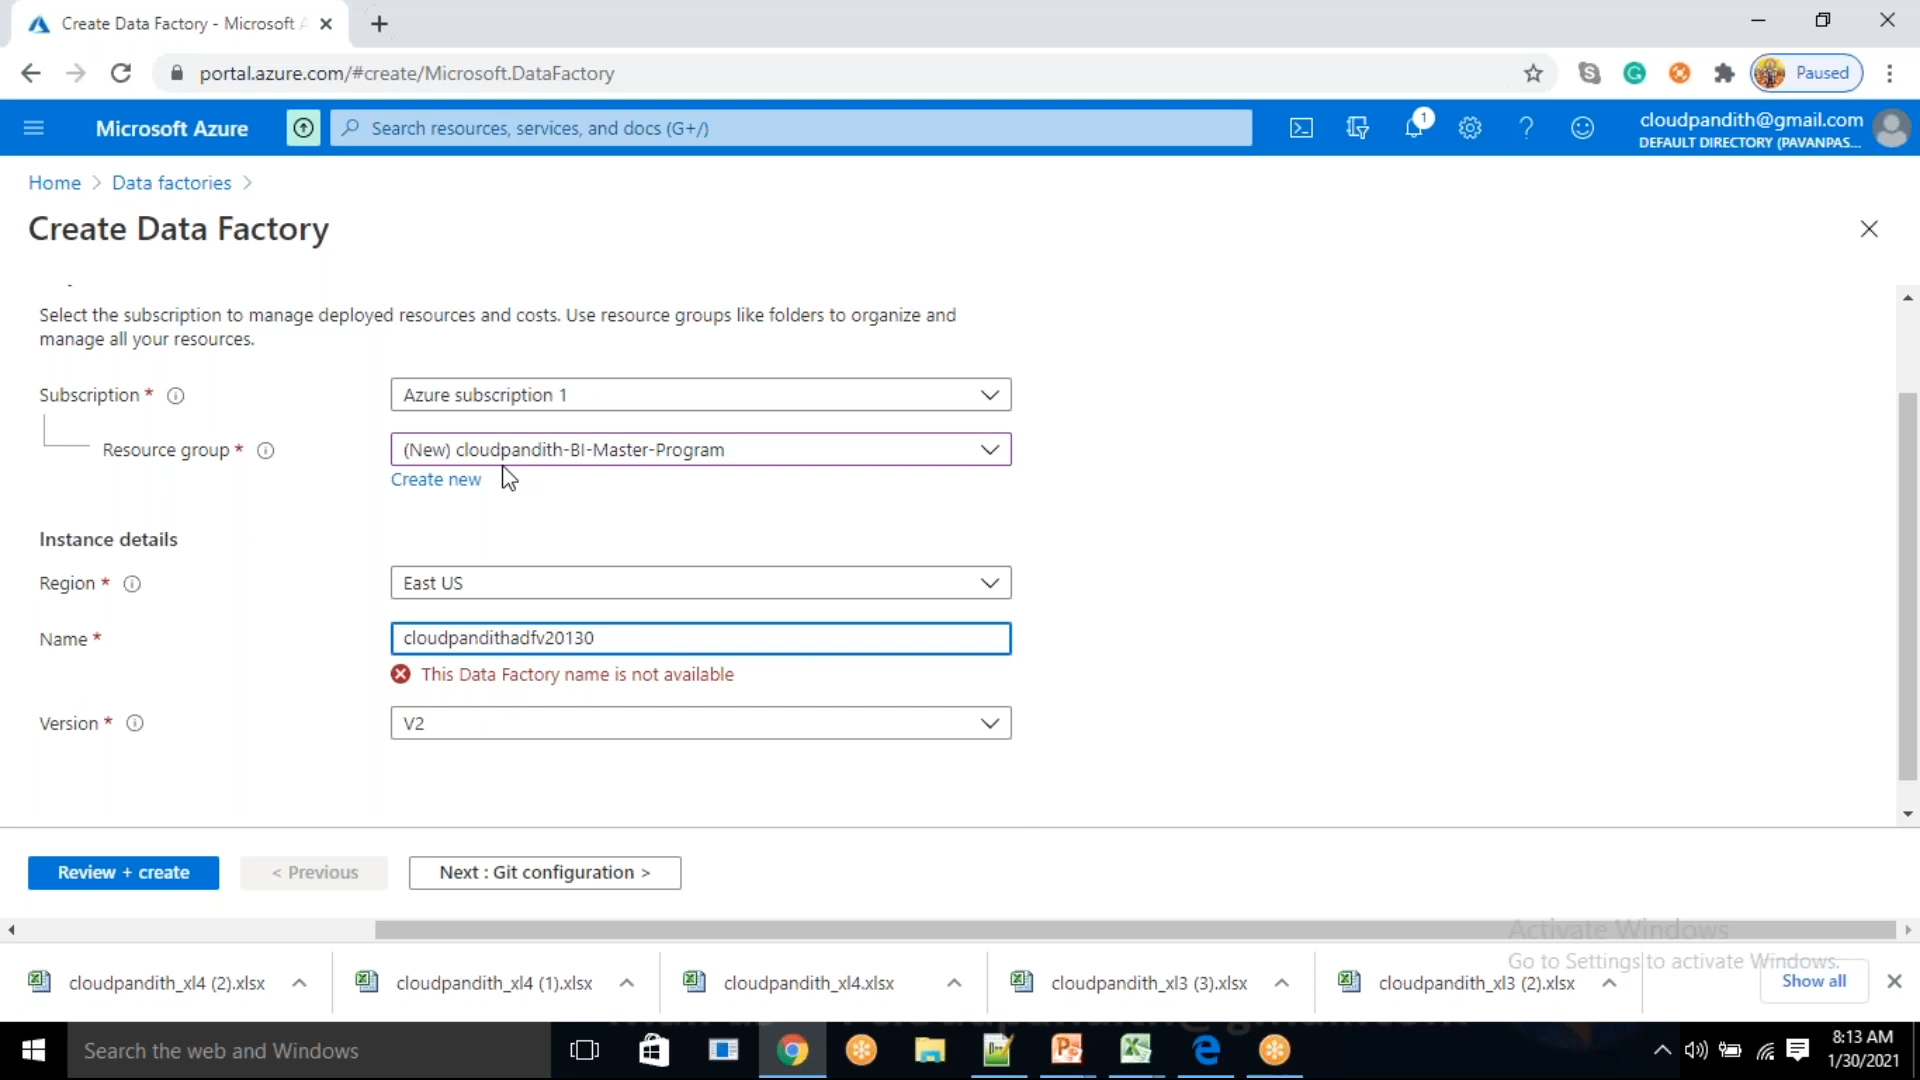 Create Data Factory - Microsoft A
portal.azure.com/#create/Microsoft.DataFactory
Paused
Microsoft Azure
Search resources, services, and docs (G+/)
1
cloudpandith@gmail.com
DEFAULT DIRECTORY (PAVANPAS...
Home > Data factories >
Create Data Factory
Select the subscription to manage deployed resources and costs. Use resource groups like folders to organize and
manage all your resources.
Subscription *
Azure subscription 1
Resource group *
(New) cloudpandith-BI-Master-Program
Create new
Instance details
Region *
East US
Name *
cloudpandithadfv20130
This Data Factory name is not available
Version *
V2
Review + create
< Previous
Next : Git configuration >
Activate Windows
Go to Settings to activate Windows.
cloudpandith_xl4 (2).xlsx
cloudpandith_xl4 (1).xlsx
cloudpandith_xl4.xlsx
cloudpandith_xl3 (3).xlsx
cloudpandith_xl3 (2).xlsx
Show all
Search the web and Windows
8:13 AM
1/30/2021